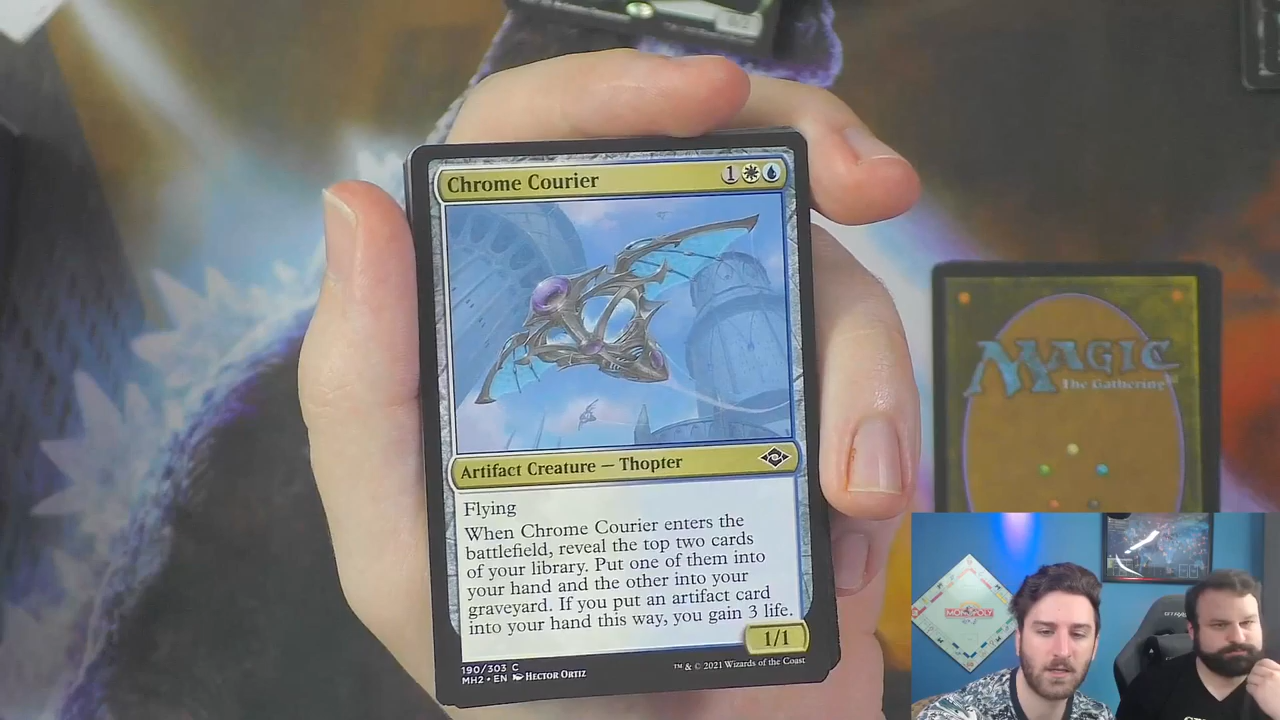 Chrome Courier
1
Artifact Creature — Thopter
Flying
When Chrome Courier enters the
battlefield, reveal the top two cards
of your library. Put one of them into
your hand and the other into your
graveyard. If you put an artifact card
into your hand this way, you gain 3 life.
1/1
190/303 C
MH2 • EN HECTOR ORTIZ
™ & © 2021 Wizards of the Coast
MAGIC
The Gathering
MONOPOLY